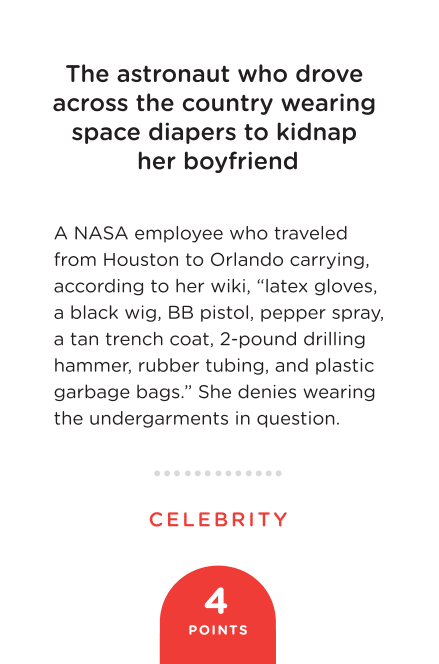 The astronaut who drove
across the country wearing
space diapers to kidnap
her boyfriend
A NASA employee who traveled
from Houston to Orlando carrying,
according to her wiki, “latex gloves,
a black wig, BB pistol, pepper spray,
a tan trench coat, 2-pound drilling
hammer, rubber tubing, and plastic
garbage bags.” She denies wearing
the undergarments in question.
CELEBRITY
4
POINTS